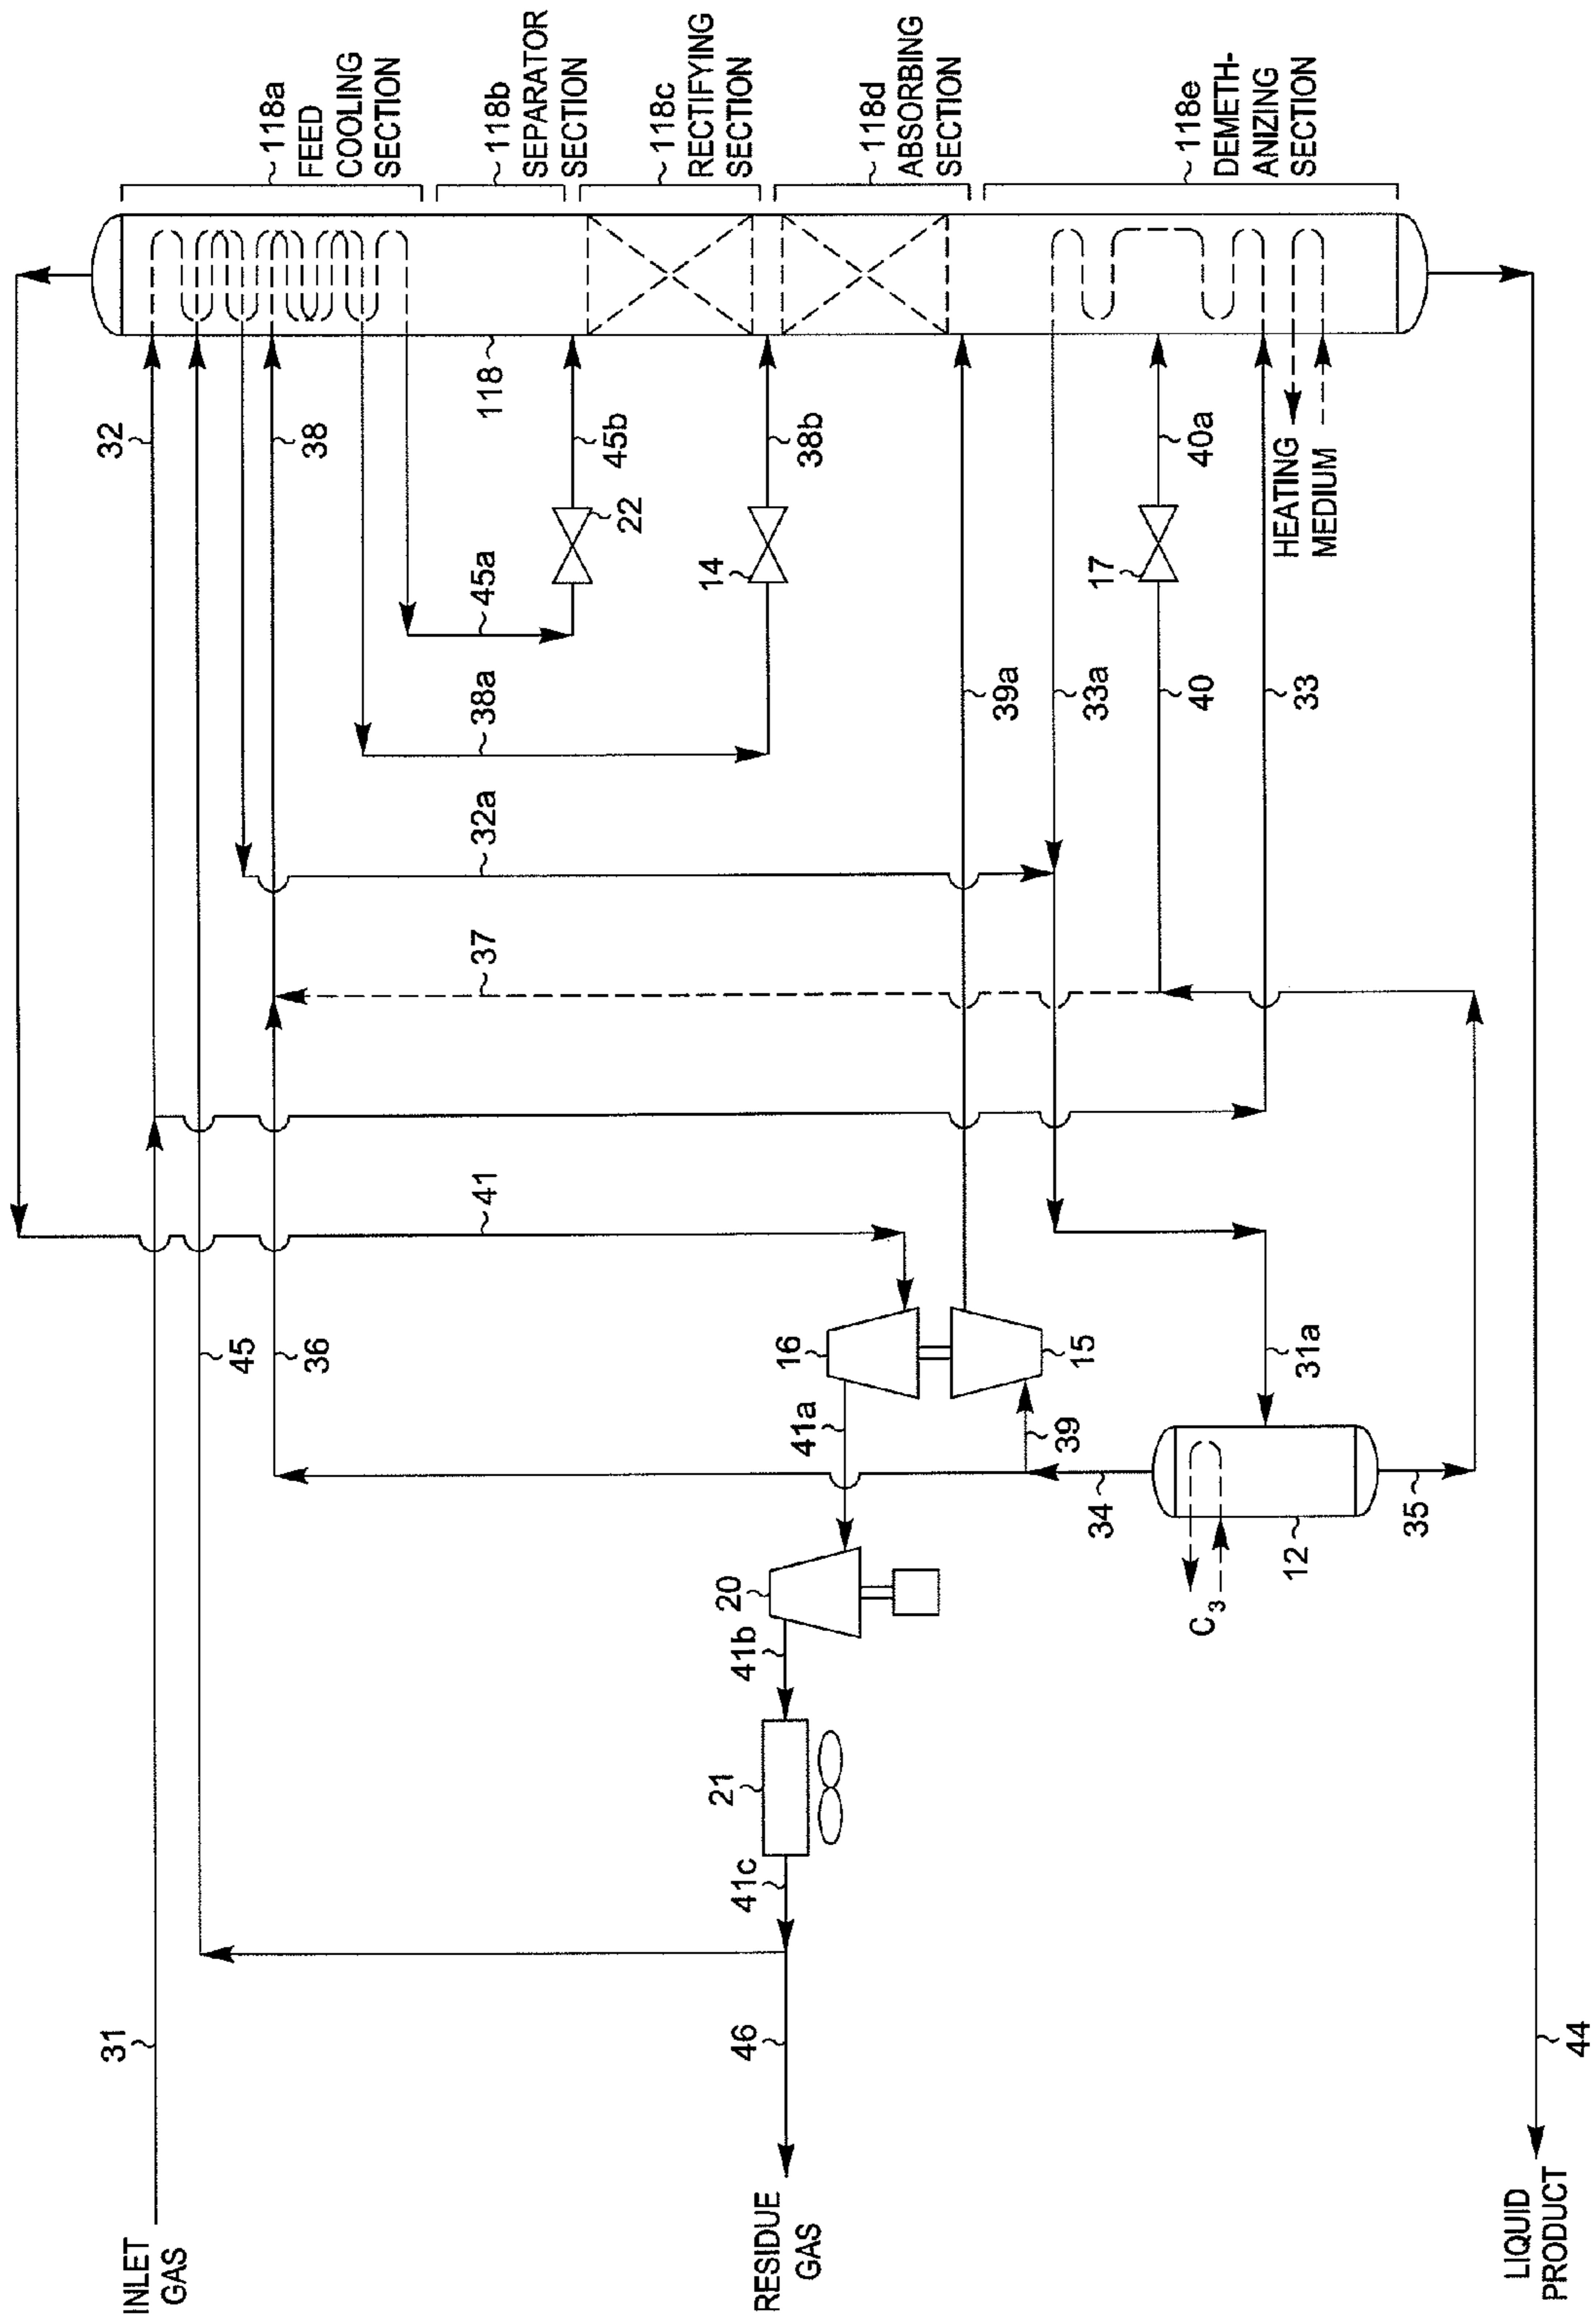 INLET
GAS
31
RESIDUE
GAS
46
LIQUID
PRODUCT
44
45
36
41
37
32a
38a
45a
32
38
118
45b
22
38b
14
39a
33a
40
40a
17
33
HEATING
MEDIUM
16
15
41a
39
31a
34
35
12
C3
20
41b
21
41c
118a
FEED
COOLING
SECTION
118b
SEPARATOR
SECTION
118c
RECTIFYING
SECTION
118d
ABSORBING
SECTION
118e
DEMETH-
ANIZING
SECTION